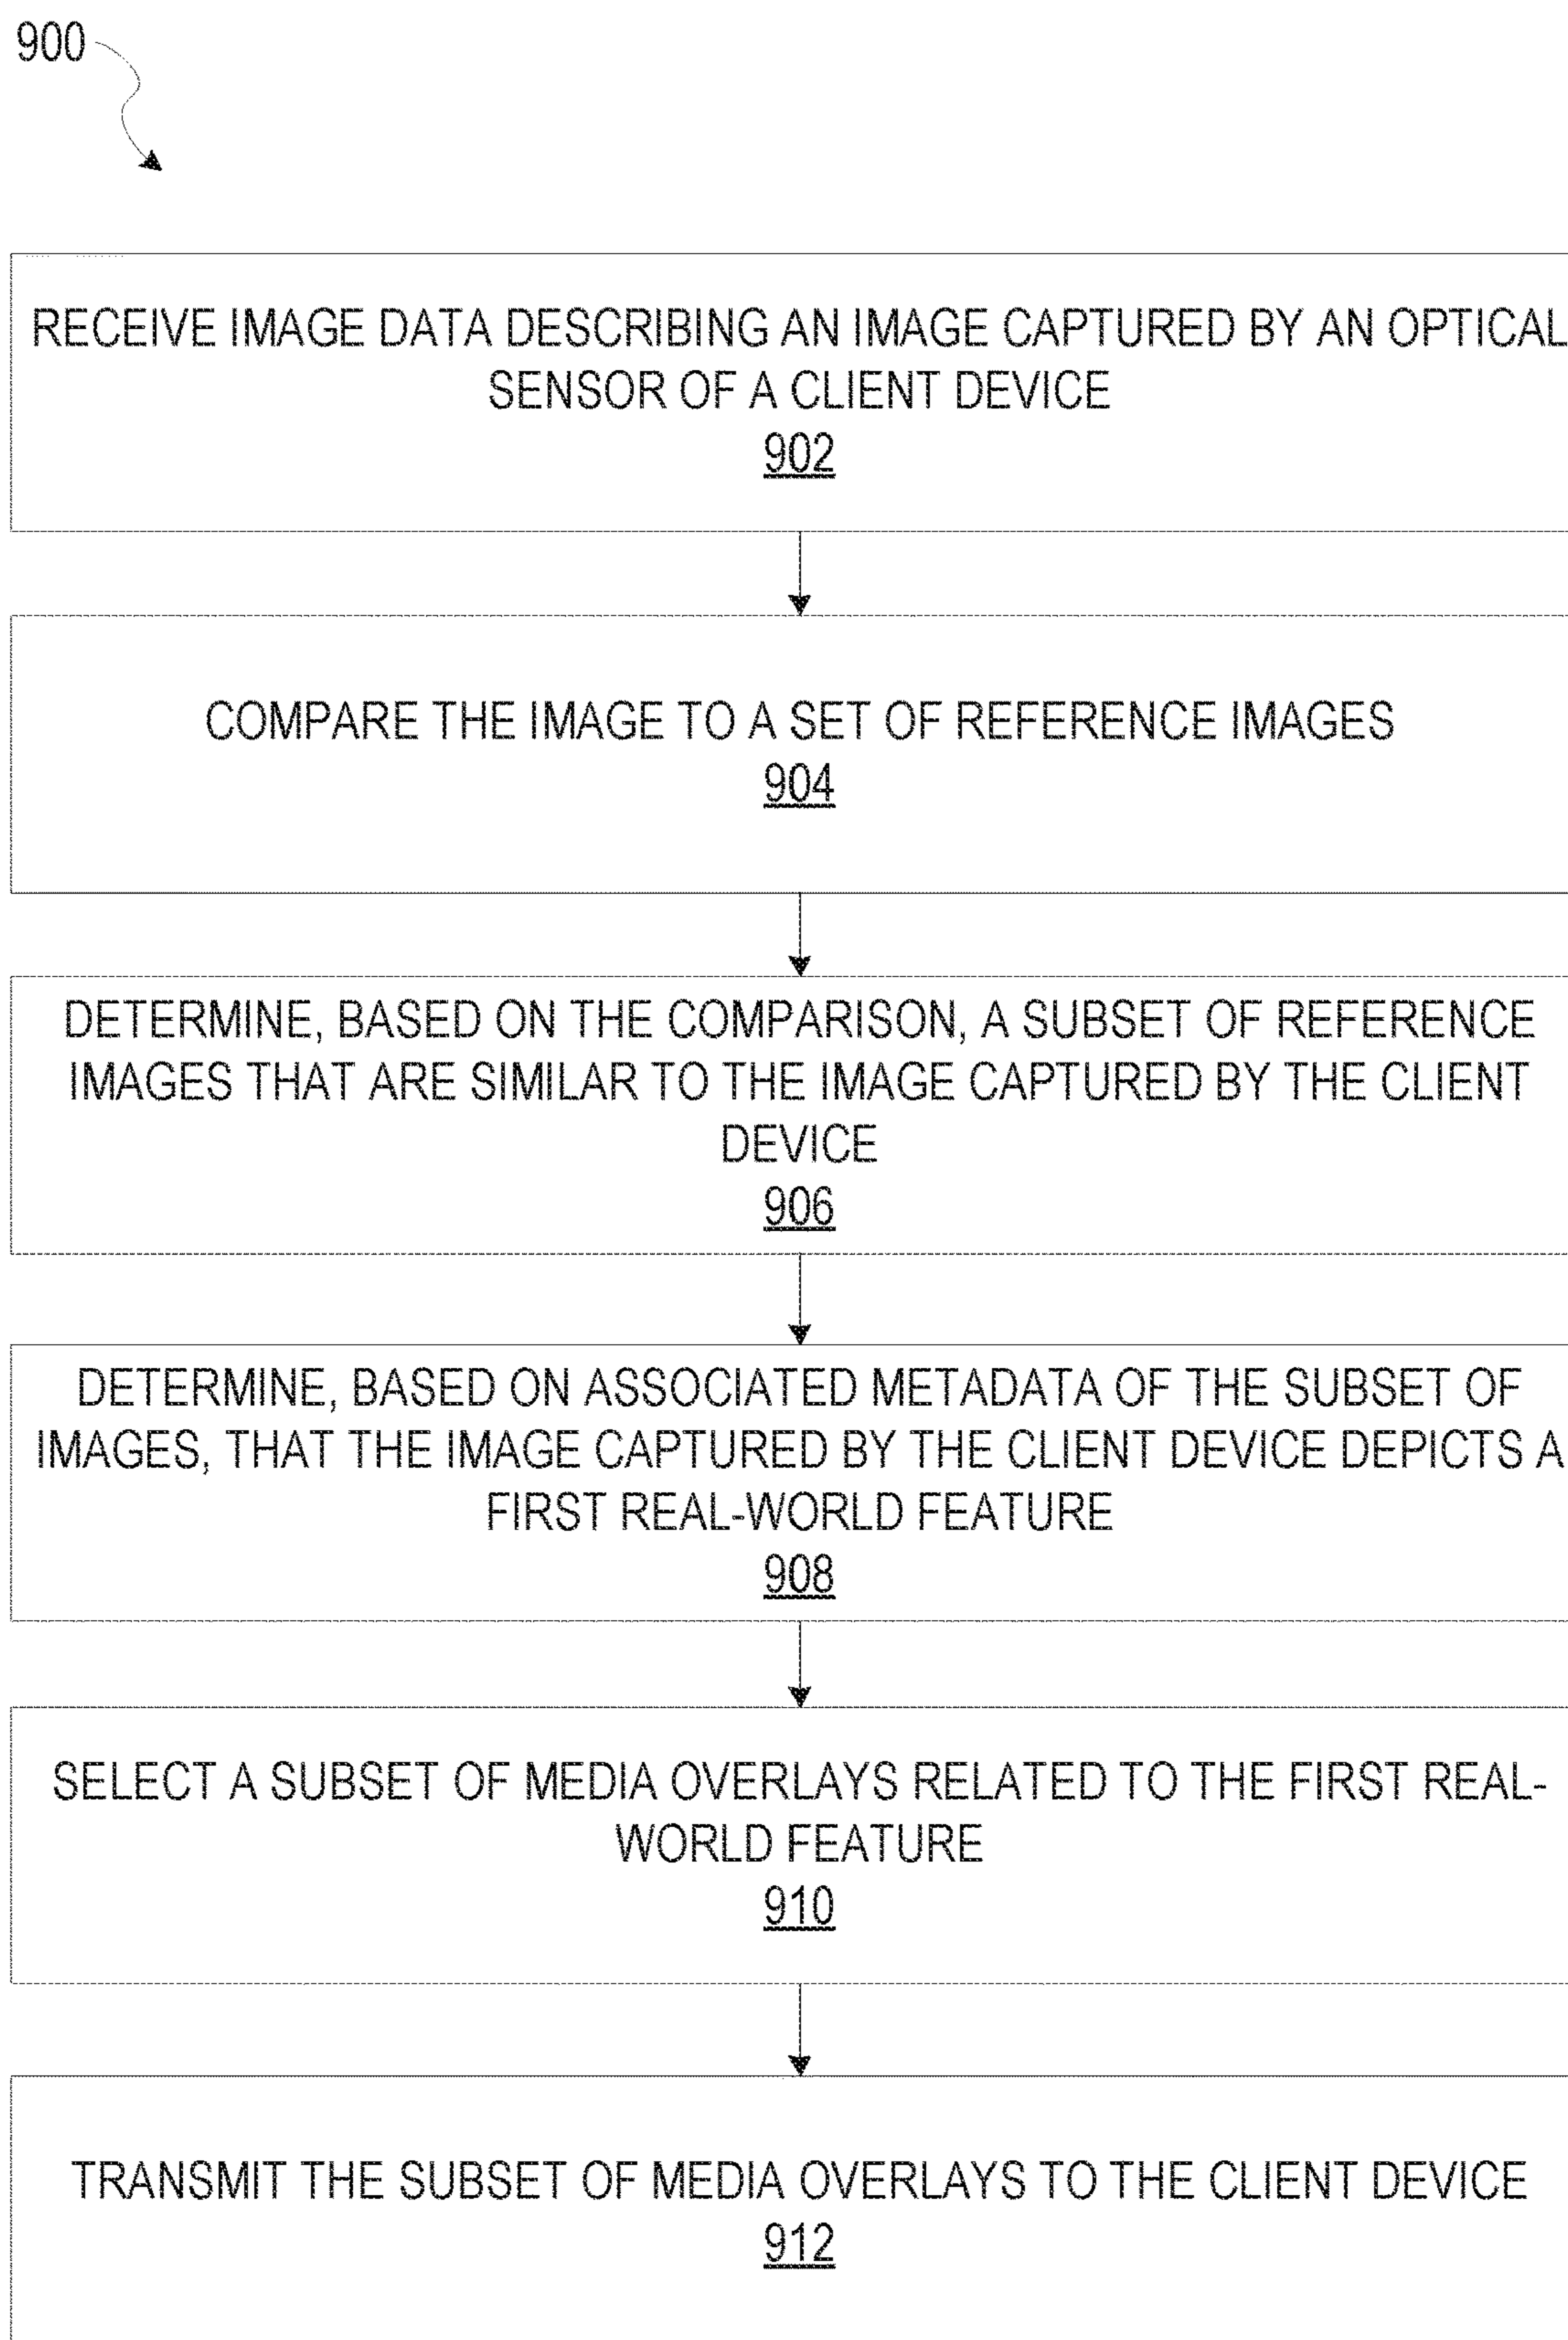 900
RECEIVE IMAGE DATA DESCRIBING AN IMAGE CAPTURED BY AN OPTICAL
SENSOR OF A CLIENT DEVICE
902
COMPARE THE IMAGE TO A SET OF REFERENCE IMAGES
904
DETERMINE, BASED ON THE COMPARISON, A SUBSET OF REFERENCE
IMAGES THAT ARE SIMILAR TO THE IMAGE CAPTURED BY THE CLIENT
DEVICE
906
DETERMINE, BASED ON ASSOCIATED METADATA OF THE SUBSET OF
IMAGES, THAT THE IMAGE CAPTURED BY THE CLIENT DEVICE DEPICTS A
FIRST REAL-WORLD FEATURE
908
SELECT A SUBSET OF MEDIA OVERLAYS RELATED TO THE FIRST REAL-
WORLD FEATURE
910
TRANSMIT THE SUBSET OF MEDIA OVERLAYS TO THE CLIENT DEVICE
912